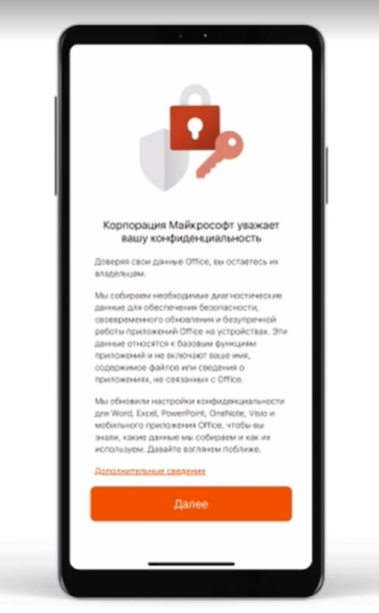 Корпорация Майкрософт уважает
вашу конфиденциальность
Доверяя свои данные Office, вы остаетесь их
владельцем.
Мы собираем необходимые диагностические
данные для обеспечения безопасности,
своевременного обновления и безупречной
работы приложений Office на устройствах. Эти
данные относятся к базовым функциям
приложений и не включают ваше имя,
содержимое файлов или сведения о
приложениях, не связанных с Office.
Мы обновили настройки конфиденциальности
для Word, Excel, PowerPoint, OneNote, Visio и
мобильного приложения Office, чтобы вы
знали, какие данные мы собираем и как их
используем. Давайте взглянем поближе.
Дополнительные сведения
Далее